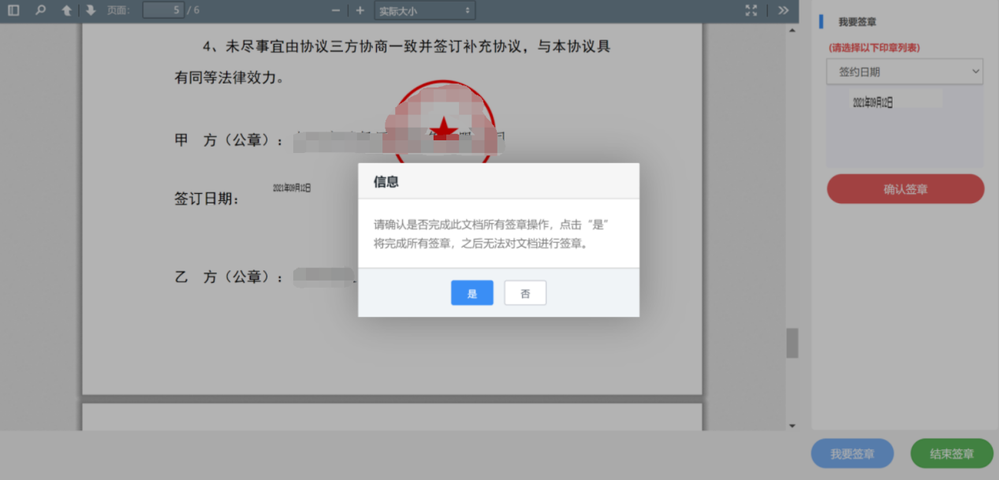 页面: 5 / 6
实际大小
4、未尽事宜由协议三方协商一致并签订补充协议，与本协议具
有同等法律效力。
甲 方（公章）：
签订日期： 2021年09月12日
乙 方（公章）：
信息
请确认是否完成此文档所有签章操作，点击“是”
将完成所有签章，之后无法对文档进行签章。
是
否
我要签章
(请选择以下印章列表)
签约日期
2021年09月12日
确认签章
我要签章
结束签章